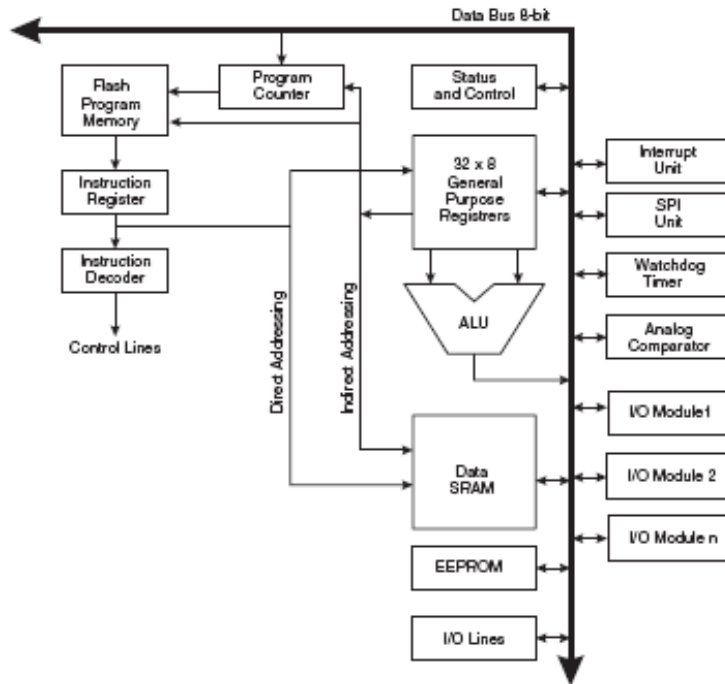 Data Bus 8-bit
Flash
Program
Memory
Program
Counter
Status
and Control
32 x 8
General
Purpose
Registrers
Interrupt
Unit
Instruction
Register
SPI
Unit
Instruction
Decoder
Watchdog
Timer
Control Lines
Direct Addressing
Indirect Addressing
ALU
Analog
Comparator
I/O Module1
Data
SRAM
I/O Module 2
I/O Module n
EEPROM
I/O Lines